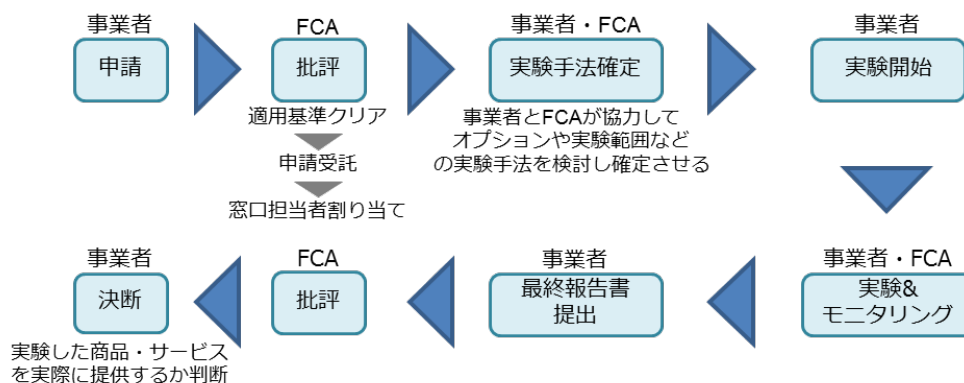 事業者
申請
FCA
批評
適用基準クリア
申請受託
窓口担当者割り当て
事業者・FCA
実験手法確定
事業者とFCAが協力して
オプションや実験範囲など
の実験手法を検討し確定させる
事業者
実験開始
事業者
決断
実験した商品・サービス
を実際に提供するか判断
FCA
批評
事業者
最終報告書
提出
事業者・FCA
実験&
モニタリング